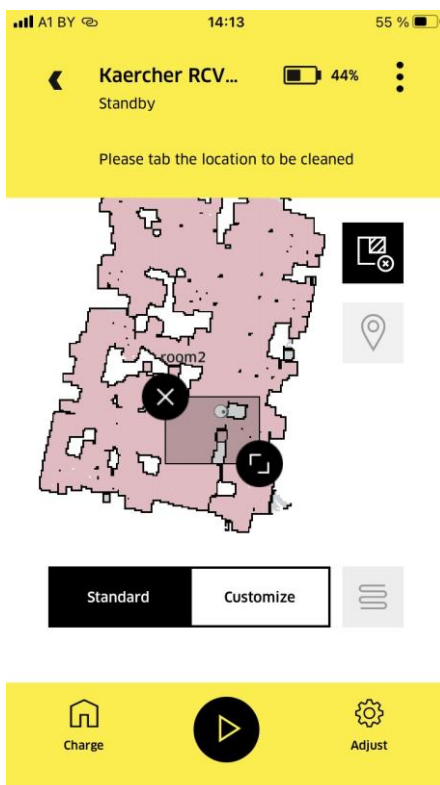 A1 BY 14:13 55 %
Kaercher RCV... 44%
Standby
Please tab the location to be cleaned
room2
Standard Customize
Charge Adjust